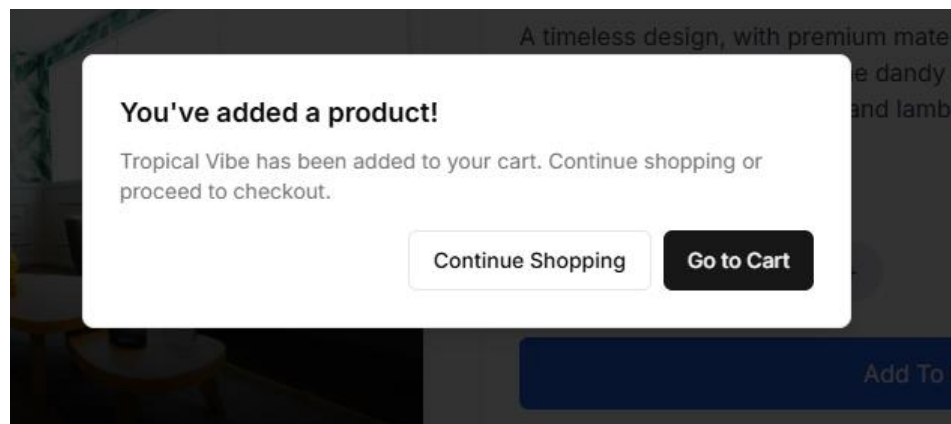 A timeless design, with premium mate
e dandy
and lamb
You've added a product!
Tropical Vibe has been added to your cart. Continue shopping or
proceed to checkout.
Continue Shopping
Go to Cart
Add To